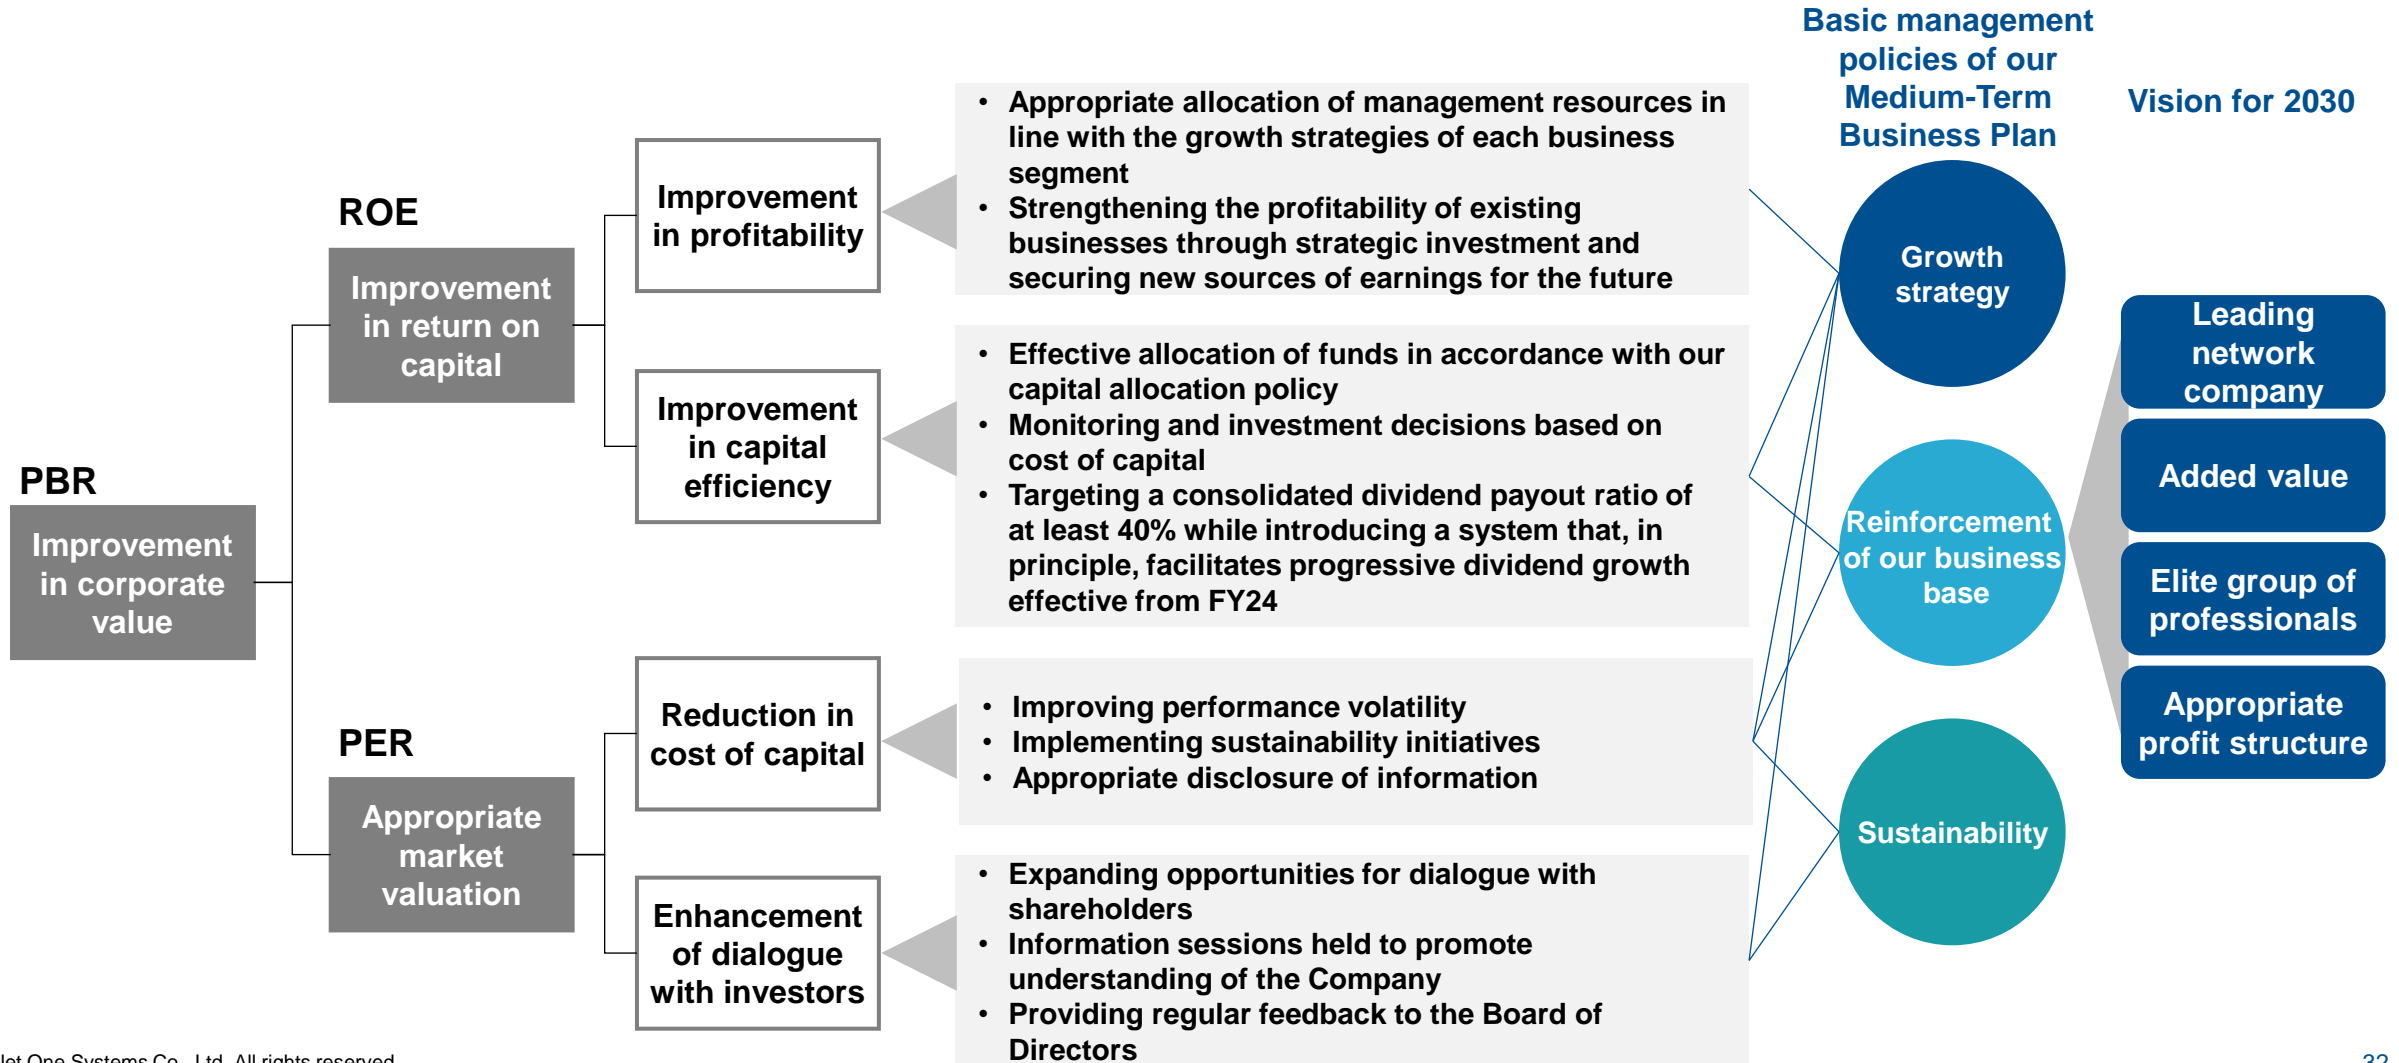 PBR
Improvement
in corporate
value
ROE
Improvement
in return on
capital
PER
Appropriate
market
valuation
Improvement
in profitability
Improvement
in capital
efficiency
Reduction in
cost of capital
Enhancement
of dialogue
with investors
• Appropriate allocation of management resources in
line with the growth strategies of each business
segment
• Strengthening the profitability of existing
businesses through strategic investment and
securing new sources of earnings for the future
• Effective allocation of funds in accordance with our
capital allocation policy
• Monitoring and investment decisions based on
cost of capital
• Targeting a consolidated dividend payout ratio of
at least 40% while introducing a system that, in
principle, facilitates progressive dividend growth
effective from FY24
• Improving performance volatility
• Implementing sustainability initiatives
• Appropriate disclosure of information
• Expanding opportunities for dialogue with
shareholders
• Information sessions held to promote
understanding of the Company
• Providing regular feedback to the Board of
Directors
Basic management
policies of our
Medium-Term
Business Plan
Growth
strategy
Reinforcement
of our business
base
Sustainability
Vision for 2030
Leading
network
company
Added value
Elite group of
professionals
Appropriate
profit structure
One Systems Co., Ltd. All rights reserved
32